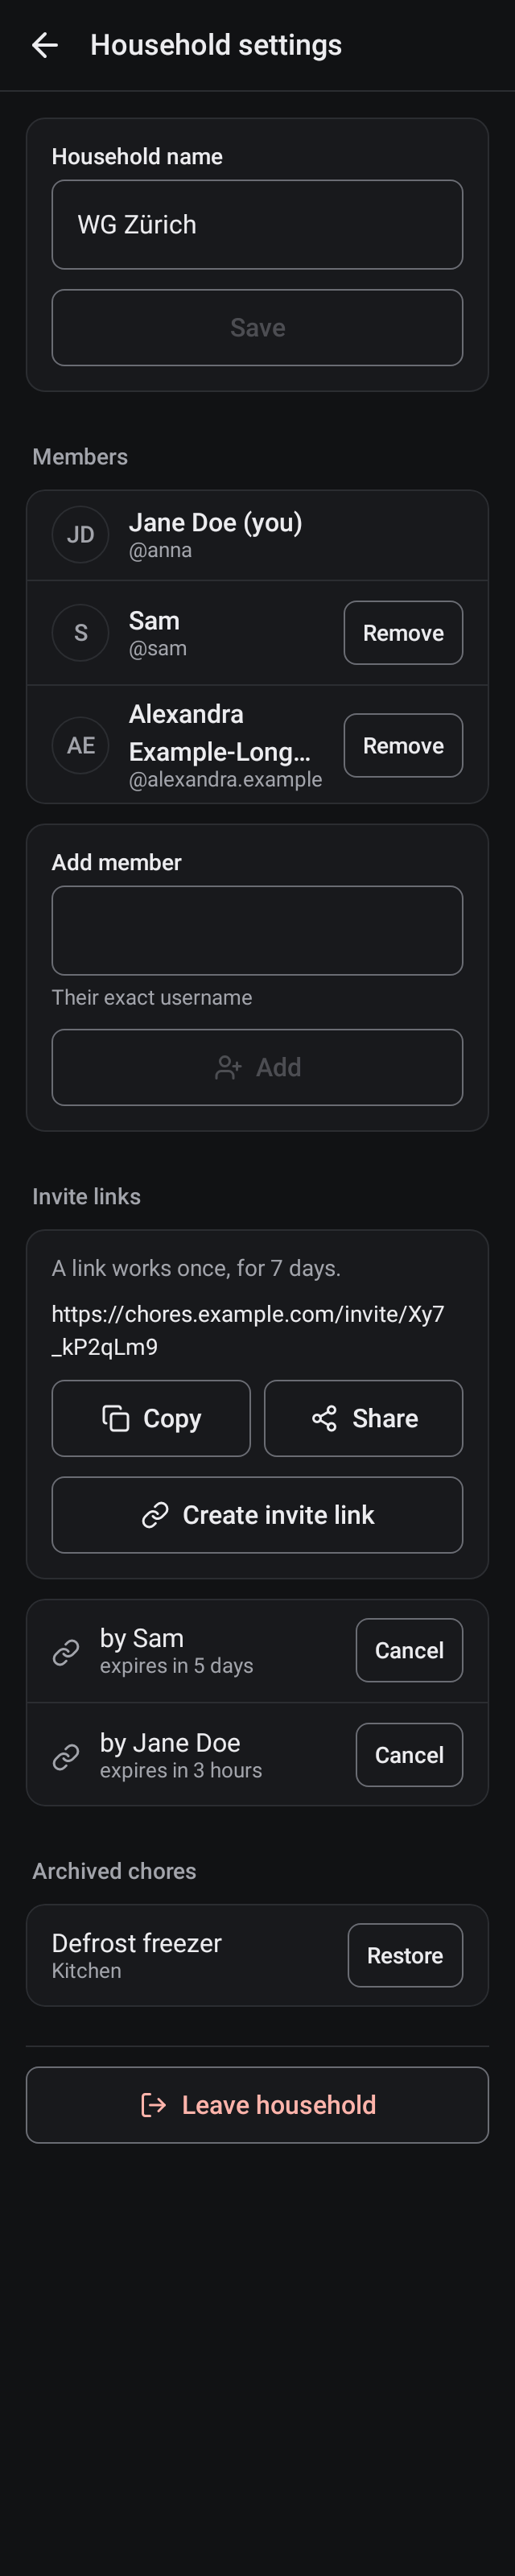 Household settings
Household name
WG Zürich
Save
Members
JD
Jane Doe (you)
@anna
S
Sam
@sam
Remove
AE
Alexandra
Example-Long…
@alexandra.example
Remove
Add member
Their exact username
Add
Invite links
A link works once, for 7 days.
https://chores.example.com/invite/Xy7
_kP2qLm9
Copy
Share
Create invite link
by Sam
expires in 5 days
Cancel
by Jane Doe
expires in 3 hours
Cancel
Archived chores
Defrost freezer
Kitchen
Restore
Leave household